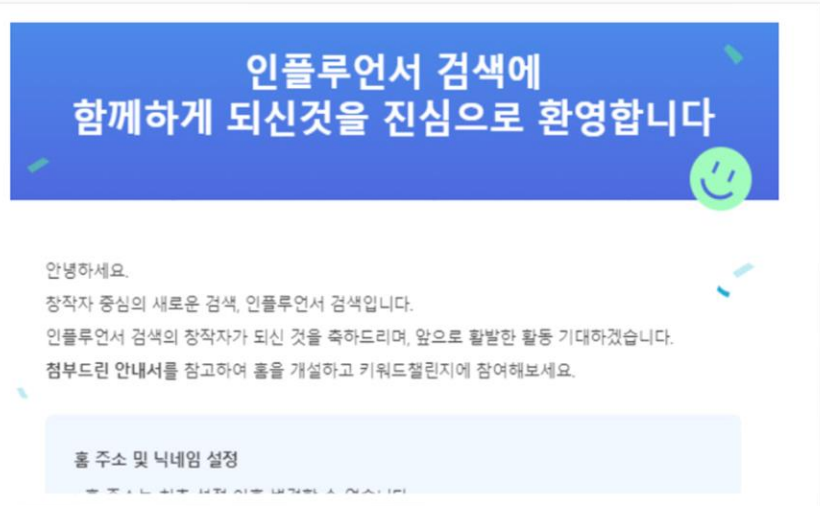 인플루언서 검색에
함께하게 되신것을 진심으로 환영합니다
안녕하세요.
창작자 중심의 새로운 검색, 인플루언서 검색입니다.
인플루언서 검색의 창작자가 되신 것을 축하드리며, 앞으로 활발한 활동 기대하겠습니다.
첨부드린 안내서를 참고하여 홈을 개설하고 키워드챌린지에 참여해보세요.
홈 주소 및 닉네임 설정